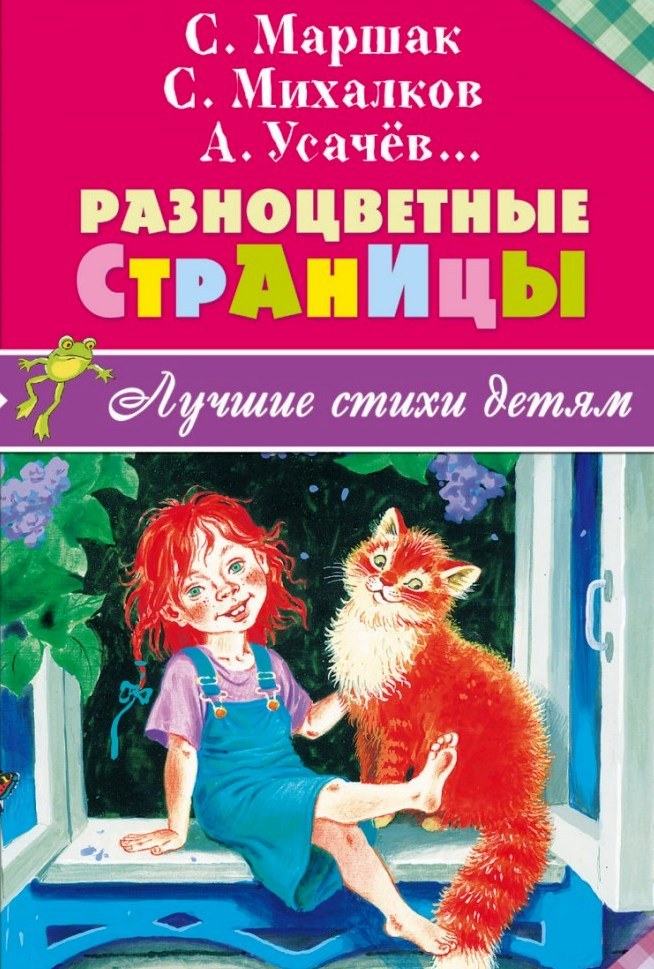 С. Маршак
С. Михалков
А. Усачёв...
РАЗНОЦВЕТНЫЕ
СТРАНИЦЫ
Лучшие стихи детям